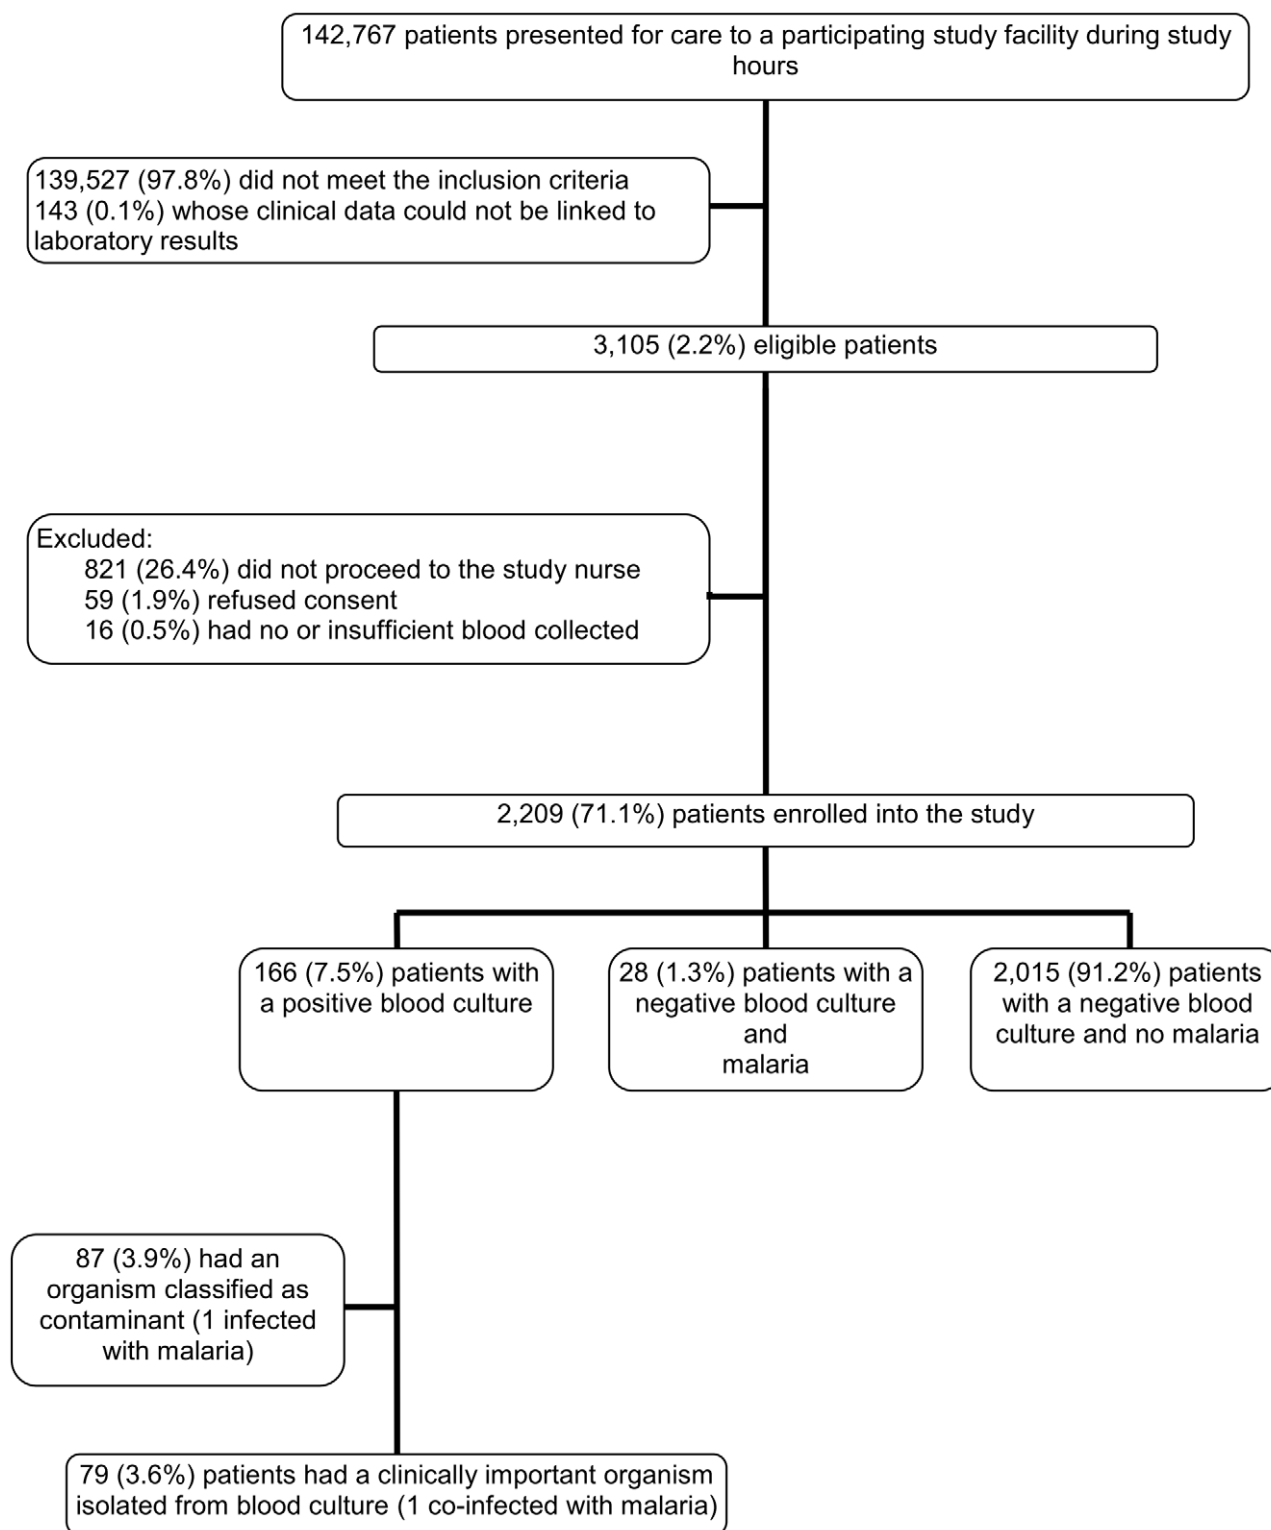 142,767 patients presented for care to a participating study facility during study
hours
139,527 (97.8%) did not meet the inclusion criteria
143 (0.1%) whose clinical data could not be linked to
laboratory results
3,105 (2.2%) eligible patients
Excluded:
821 (26.4%) did not proceed to the study nurse
59 (1.9%) refused consent
16 (0.5%) had no or insufficient blood collected
2,209 (71.1%) patients enrolled into the study
166 (7.5%) patients with
a positive blood culture
28 (1.3%) patients with a
negative blood culture
and
malaria
2,015 (91.2%) patients
with a negative blood
culture and no malaria
87 (3.9%) had an
organism classified as
contaminant (1 infected
with malaria)
79 (3.6%) patients had a clinically important organism
isolated from blood culture (1 co-infected with malaria)